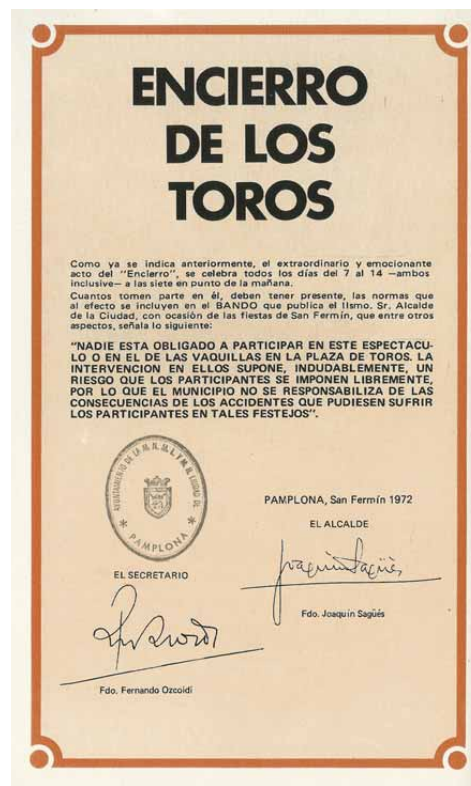 ENCIERRO
DE LOS
TOROS
Como ya se indica anteriormente, el extraordinario y emocionante
acto del "Encierro", se celebra todos los días del 7 al 14 —ambos
inclusive— a las siete en punto de la mañana.
Cuantos tomen parte en él, deben tener presente, las normas que
al efecto se incluyen en el BANDO que publica el Ilsmo. Sr. Alcalde
de la Ciudad, con ocasión de las fiestas de San Fermín, que entre otros
aspectos, señala lo siguiente:
"NADIE ESTA OBLIGADO A PARTICIPAR EN ESTE ESPECTACU-
LO O EN EL DE LAS VAQUILLAS EN LA PLAZA DE TOROS. LA
INTERVENCION EN ELLOS SUPONE, INDUDABLEMENTE, UN
RIESGO QUE LOS PARTICIPANTES SE IMPONEN LIBREMENTE,
POR LO QUE EL MUNICIPIO NO SE RESPONSABILIZA DE LAS
CONSECUENCIAS DE LOS ACCIDENTES QUE PUDIESEN SUFRIR
LOS PARTICIPANTES EN TALES FESTEJOS".
AYUNTAMIENTO DE LA M. N. M. L. Y M. H. CIUDAD DE
* PAMPLONA *
PAMPLONA, San Fermín 1972
EL ALCALDE
Joaquin Sagüés
Fdo. Joaquín Sagüés
EL SECRETARIO
Fdo. Fernando Ozcoidi